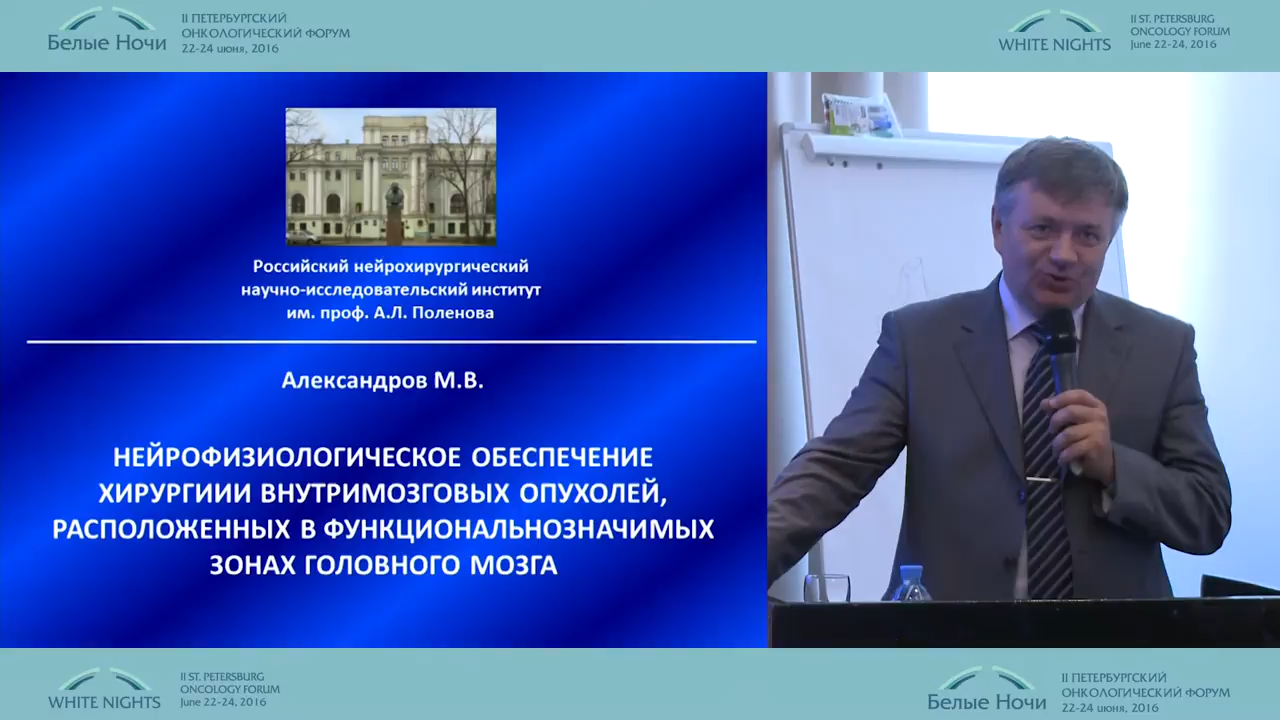 Белые Ночи
II ПЕТЕРБУРГСКИЙ
ОНКОЛОГИЧЕСКИЙ ФОРУМ
22-24 июня, 2016
WHITE NIGHTS
II ST. PETERSBURG
ONCOLOGY FORUM
June 22-24, 2016
Российский нейрохирургический
научно-исследовательский институт
им. проф. А.Л. Поленова
Александров М.В.
НЕЙРОФИЗИОЛОГИЧЕСКОЕ ОБЕСПЕЧЕНИЕ
ХИРУРГИИИ ВНУТРИМОЗГОВЫХ ОПУХОЛЕЙ,
РАСПОЛОЖЕННЫХ В ФУНКЦИОНАЛЬНОЗНАЧИМЫХ
ЗОНАХ ГОЛОВНОГО МОЗГА
WHITE NIGHTS
II ST. PETERSBURG
ONCOLOGY FORUM
June 22-24, 2016
Белые Ночи
II ПЕТЕРБУРГСКИЙ
ОНКОЛОГИЧЕСКИЙ ФОРУМ
22-24 июня, 2016